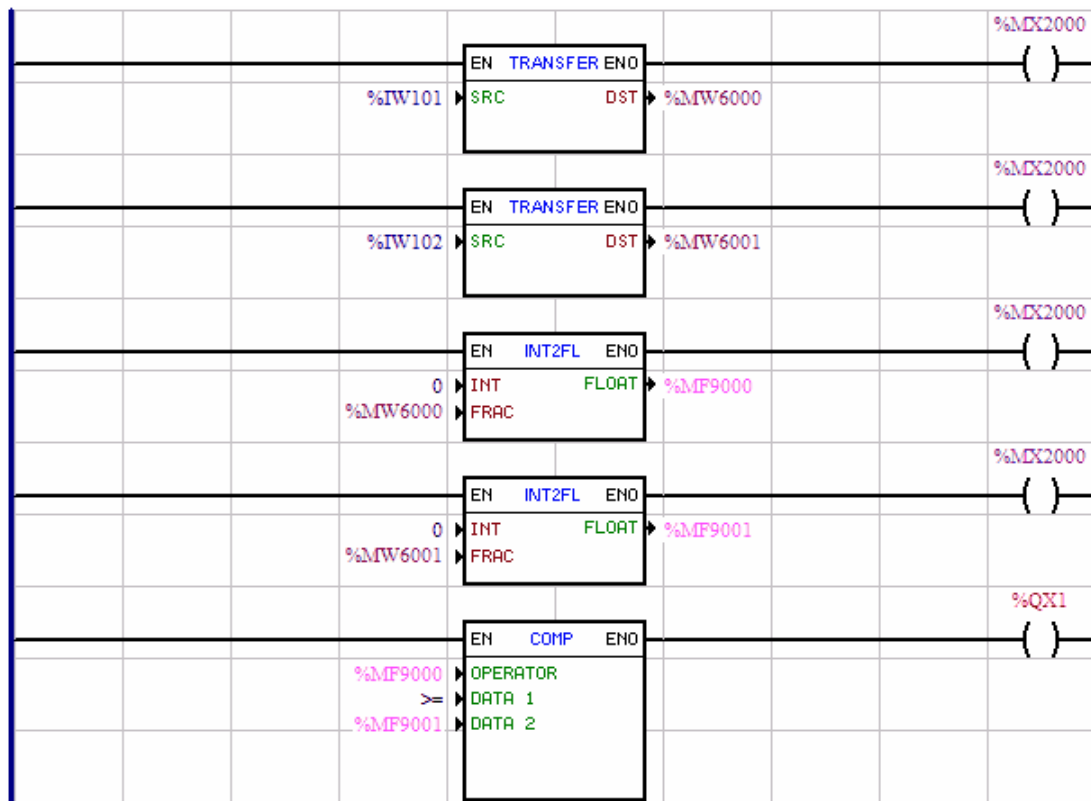 %MX2000
EN TRANSFER ENO
%IW101 SRC DST %MW6000
%MX2000
EN TRANSFER ENO
%IW102 SRC DST %MW6001
%MX2000
EN INT2FL ENO
0 INT FLOAT %MF9000
%MW6000 FRAC
%MX2000
EN INT2FL ENO
0 INT FLOAT %MF9001
%MW6001 FRAC
%QX1
EN COMP ENO
%MF9000 OPERATOR
>= DATA 1
%MF9001 DATA 2